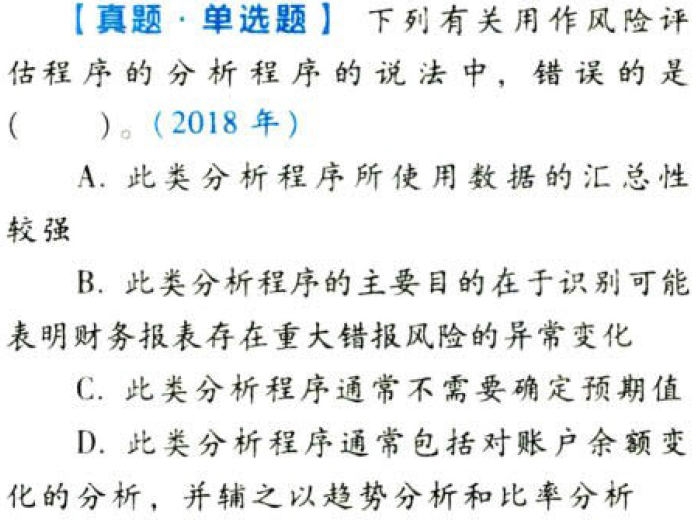 【真题·单选题】 下列有关用作风险评
估程序的分析程序的说法中，错误的是
(　　)。(2018 年)
A. 此类分析程序所使用数据的汇总性
较强
B. 此类分析程序的主要目的在于识别可能
表明财务报表存在重大错报风险的异常变化
C. 此类分析程序通常不需要确定预期值
D. 此类分析程序通常包括对账户余额变
化的分析，并辅之以趋势分析和比率分析